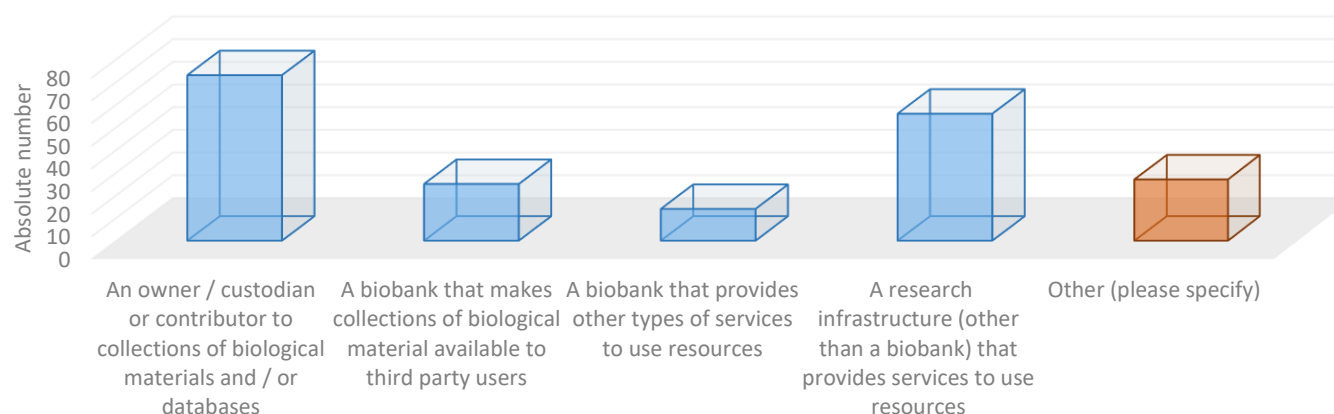 Absolute number
80
70
60
50
40
30
20
10
0
An owner / custodian
or contributor to
collections of biological
materials and / or
databases
A biobank that makes
collections of biological
material available to
third party users
A biobank that provides
other types of services
to use resources
A research
infrastructure (other
than a biobank) that
provides services to use
resources
Other (please specify)